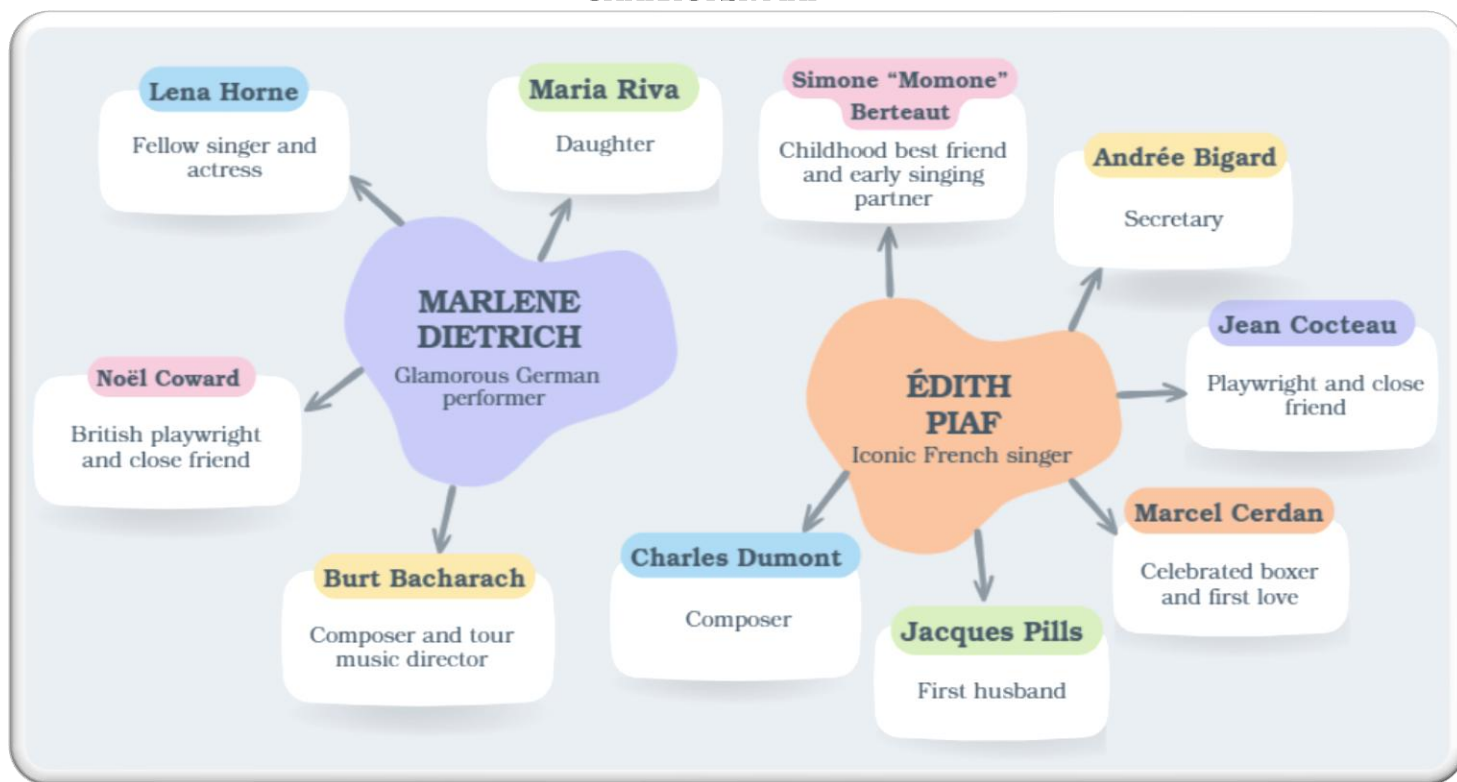 Lena Horne
Fellow singer and
actress
Maria Riva
Daughter
MARLENE
DIETRICH
Glamorous German
performer
Noël Coward
British playwright
and close friend
Burt Bacharach
Composer and tour
music director
Simone “Momone”
Berteaut
Childhood best friend
and early singing
partner
Andrée Bigard
Secretary
Jean Cocteau
Playwright and close
friend
ÉDITH
PIAF
Iconic French singer
Marcel Cerdan
Celebrated boxer
and first love
Charles Dumont
Composer
Jacques Pills
First husband